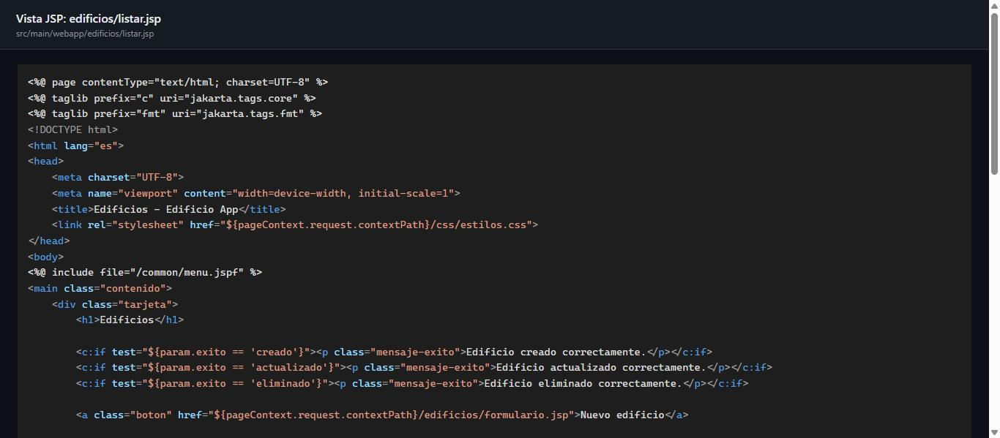 Vista JSP: edificios/listar.jsp
src/main/webapp/edificios/listar.jsp
<%@ page contentType="text/html; charset=UTF-8" %>
<%@ taglib prefix="c" uri="jakarta.tags.core" %>
<%@ taglib prefix="fmt" uri="jakarta.tags.fmt" %>
<!DOCTYPE html>
<html lang="es">
<head>
    <meta charset="UTF-8">
    <meta name="viewport" content="width=device-width, initial-scale=1">
    <title>Edificios - Edificio App</title>
    <link rel="stylesheet" href="${pageContext.request.contextPath}/css/estilos.css">
</head>
<body>
<%@ include file="/common/menu.jspf" %>
<main class="contenido">
    <div class="tarjeta">
        <h1>Edificios</h1>

        <c:if test="${param.exito == 'creado'}"><p class="mensaje-exito">Edificio creado correctamente.</p></c:if>
        <c:if test="${param.exito == 'actualizado'}"><p class="mensaje-exito">Edificio actualizado correctamente.</p></c:if>
        <c:if test="${param.exito == 'eliminado'}"><p class="mensaje-exito">Edificio eliminado correctamente.</p></c:if>

        <a class="boton" href="${pageContext.request.contextPath}/edificios/formulario.jsp">Nuevo edificio</a>